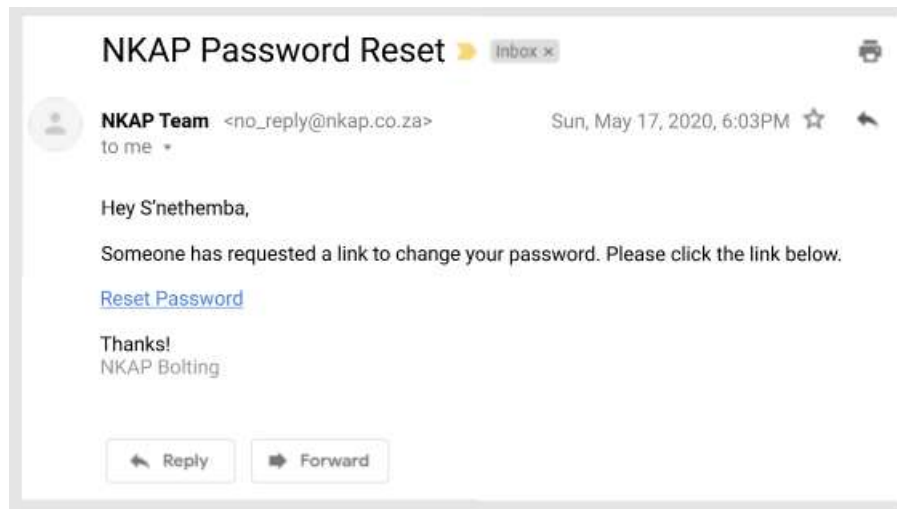 NKAP Password Reset Inbox ×
NKAP Team <no_reply@nkap.co.za> Sun, May 17, 2020, 6:03PM
to me
Hey S'nethemba,
Someone has requested a link to change your password. Please click the link below.
Reset Password
Thanks!
NKAP Bolting
Reply Forward